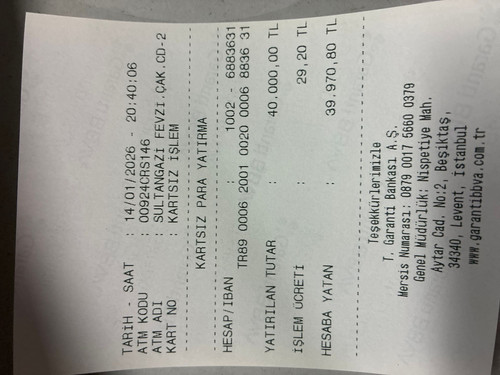 TARİH - SAAT : 14/01/2026 - 20:40:06
ATM KODU : 00924CRS146
ATM ADI : SULTANGAZI FEVZI.ÇAK.CD-2
KART NO : KARTSIZ İŞLEM
KARTSIZ PARA YATIRMA
HESAP/IBAN : 1002 - 6883631
TR89 0006 2001 0020 0006 8836 31
YATIRILAN TUTAR : 40.000,00 TL
İŞLEM ÜCRETİ : 29,20 TL
HESABA YATAN : 39.970,80 TL
Teşekkürlerimizle
T. Garanti Bankası A.Ş.
Mersis Numarası: 0879 0017 5660 0379
Genel Müdürlük: Nispetiye Mah.
Aytar Cad. No:2, Beşiktaş,
34340, Levent, İstanbul
www.garantibbva.com.tr